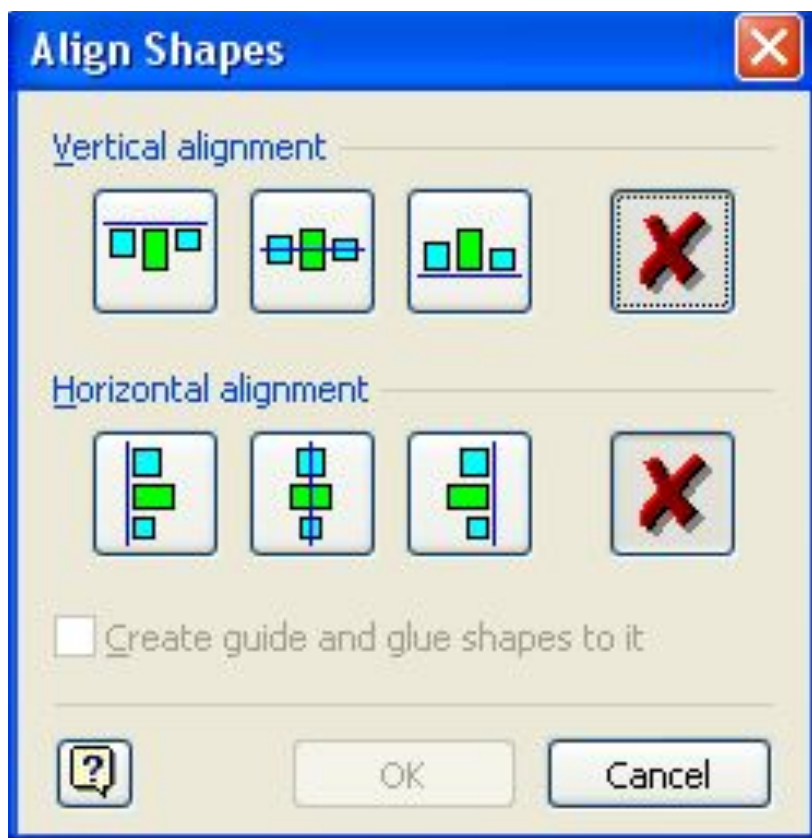 Align Shapes
Vertical alignment
Horizontal alignment
Create guide and glue shapes to it
?
OK
Cancel